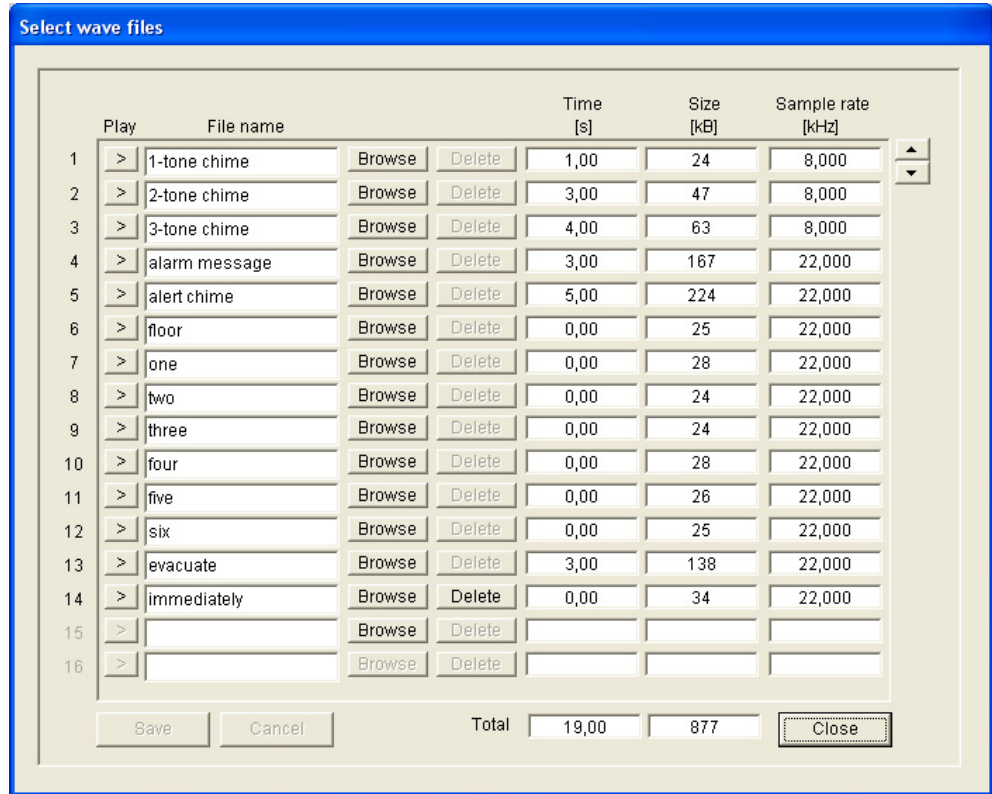 Select wave files
Time Size Sample rate
Play File name [s] [kB] [kHz]
1 > 1-tone chime Browse Delete 1,00 24 8,000
2 > 2-tone chime Browse Delete 3,00 47 8,000
3 > 3-tone chime Browse Delete 4,00 63 8,000
4 > alarm message Browse Delete 3,00 167 22,000
5 > alert chime Browse Delete 5,00 224 22,000
6 > floor Browse Delete 0,00 25 22,000
7 > one Browse Delete 0,00 28 22,000
8 > two Browse Delete 0,00 24 22,000
9 > three Browse Delete 0,00 24 22,000
10 > four Browse Delete 0,00 28 22,000
11 > five Browse Delete 0,00 26 22,000
12 > six Browse Delete 0,00 25 22,000
13 > evacuate Browse Delete 3,00 138 22,000
14 > immediately Browse Delete 0,00 34 22,000
15 > Browse Delete
16 > Browse Delete
Save Cancel Total 19,00 877 Close